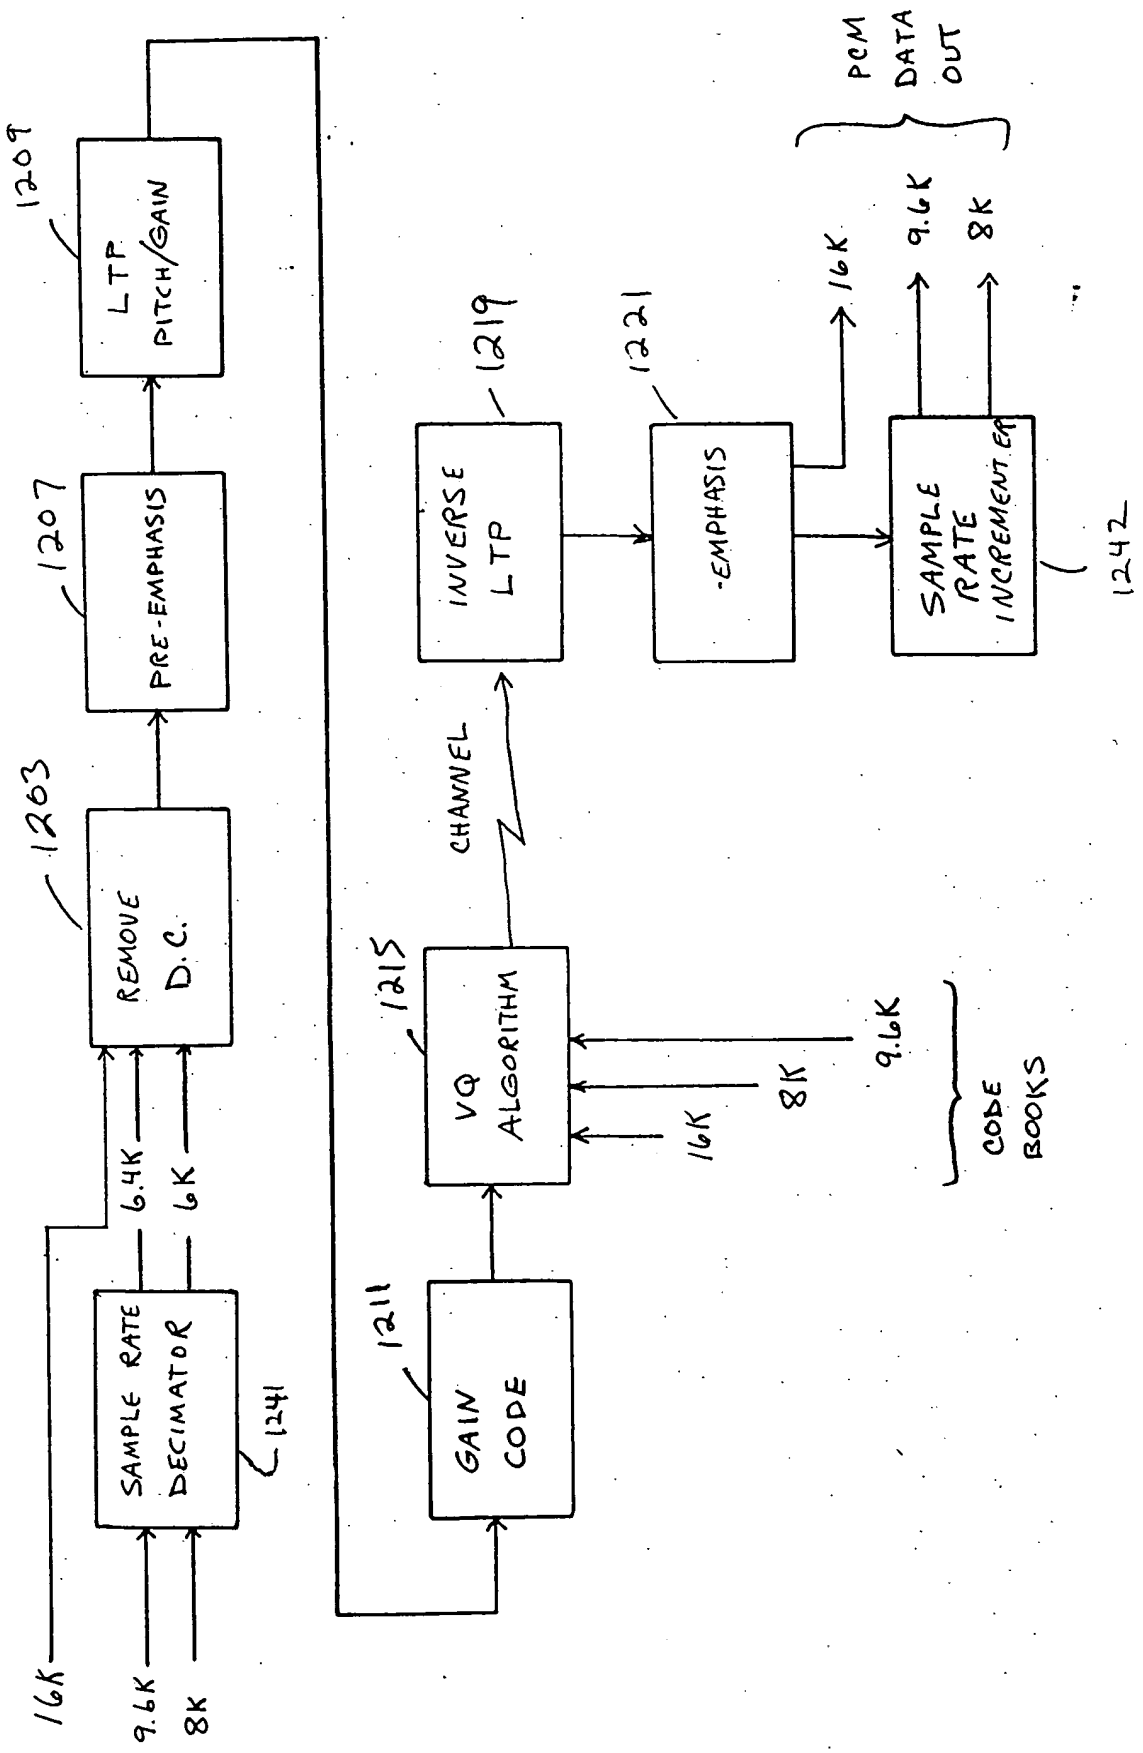 16K
9.6K
8K
SAMPLE RATE
DECIMATOR
1241
6.4K
6K
REMOVE
D.C.
1203
PRE-EMPHASIS
1207
LTP
PITCH/GAIN
1209
GAIN
CODE
1211
VQ
ALGORITHM
1215
16K
8K
9.6K
CODE
BOOKS
CHANNEL
INVERSE
LTP
1219
-EMPHASIS
1221
16K
SAMPLE
RATE
INCREMENTER
1242
9.6K
8K
PCM
DATA
OUT